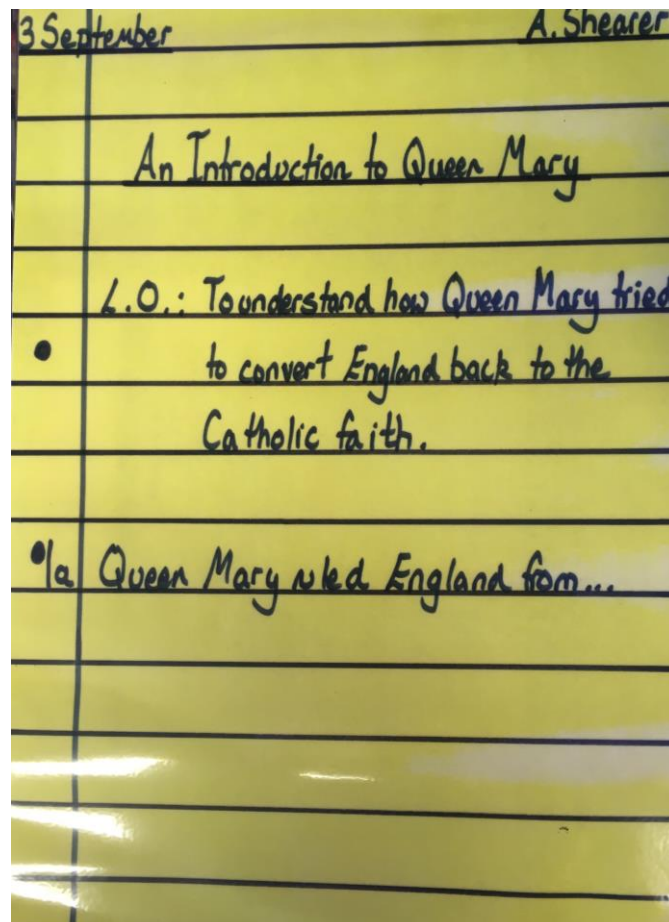 3 September A. Shearer
An Introduction to Queen Mary
L.O.: To understand how Queen Mary tried
to convert England back to the
Catholic faith.
1a Queen Mary ruled England from...